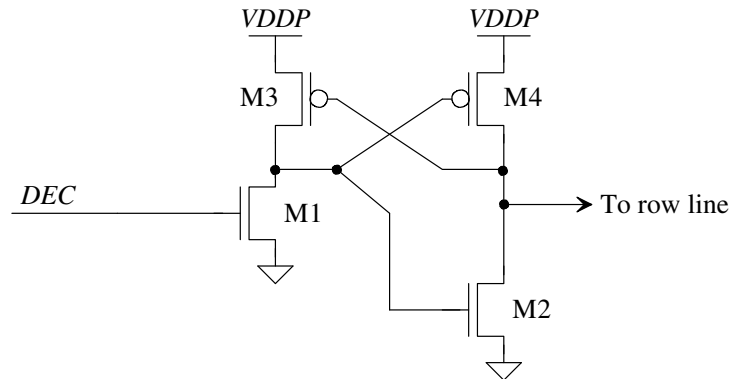 VDDP
VDDP
M3
M4
DEC
M1
To row line
M2